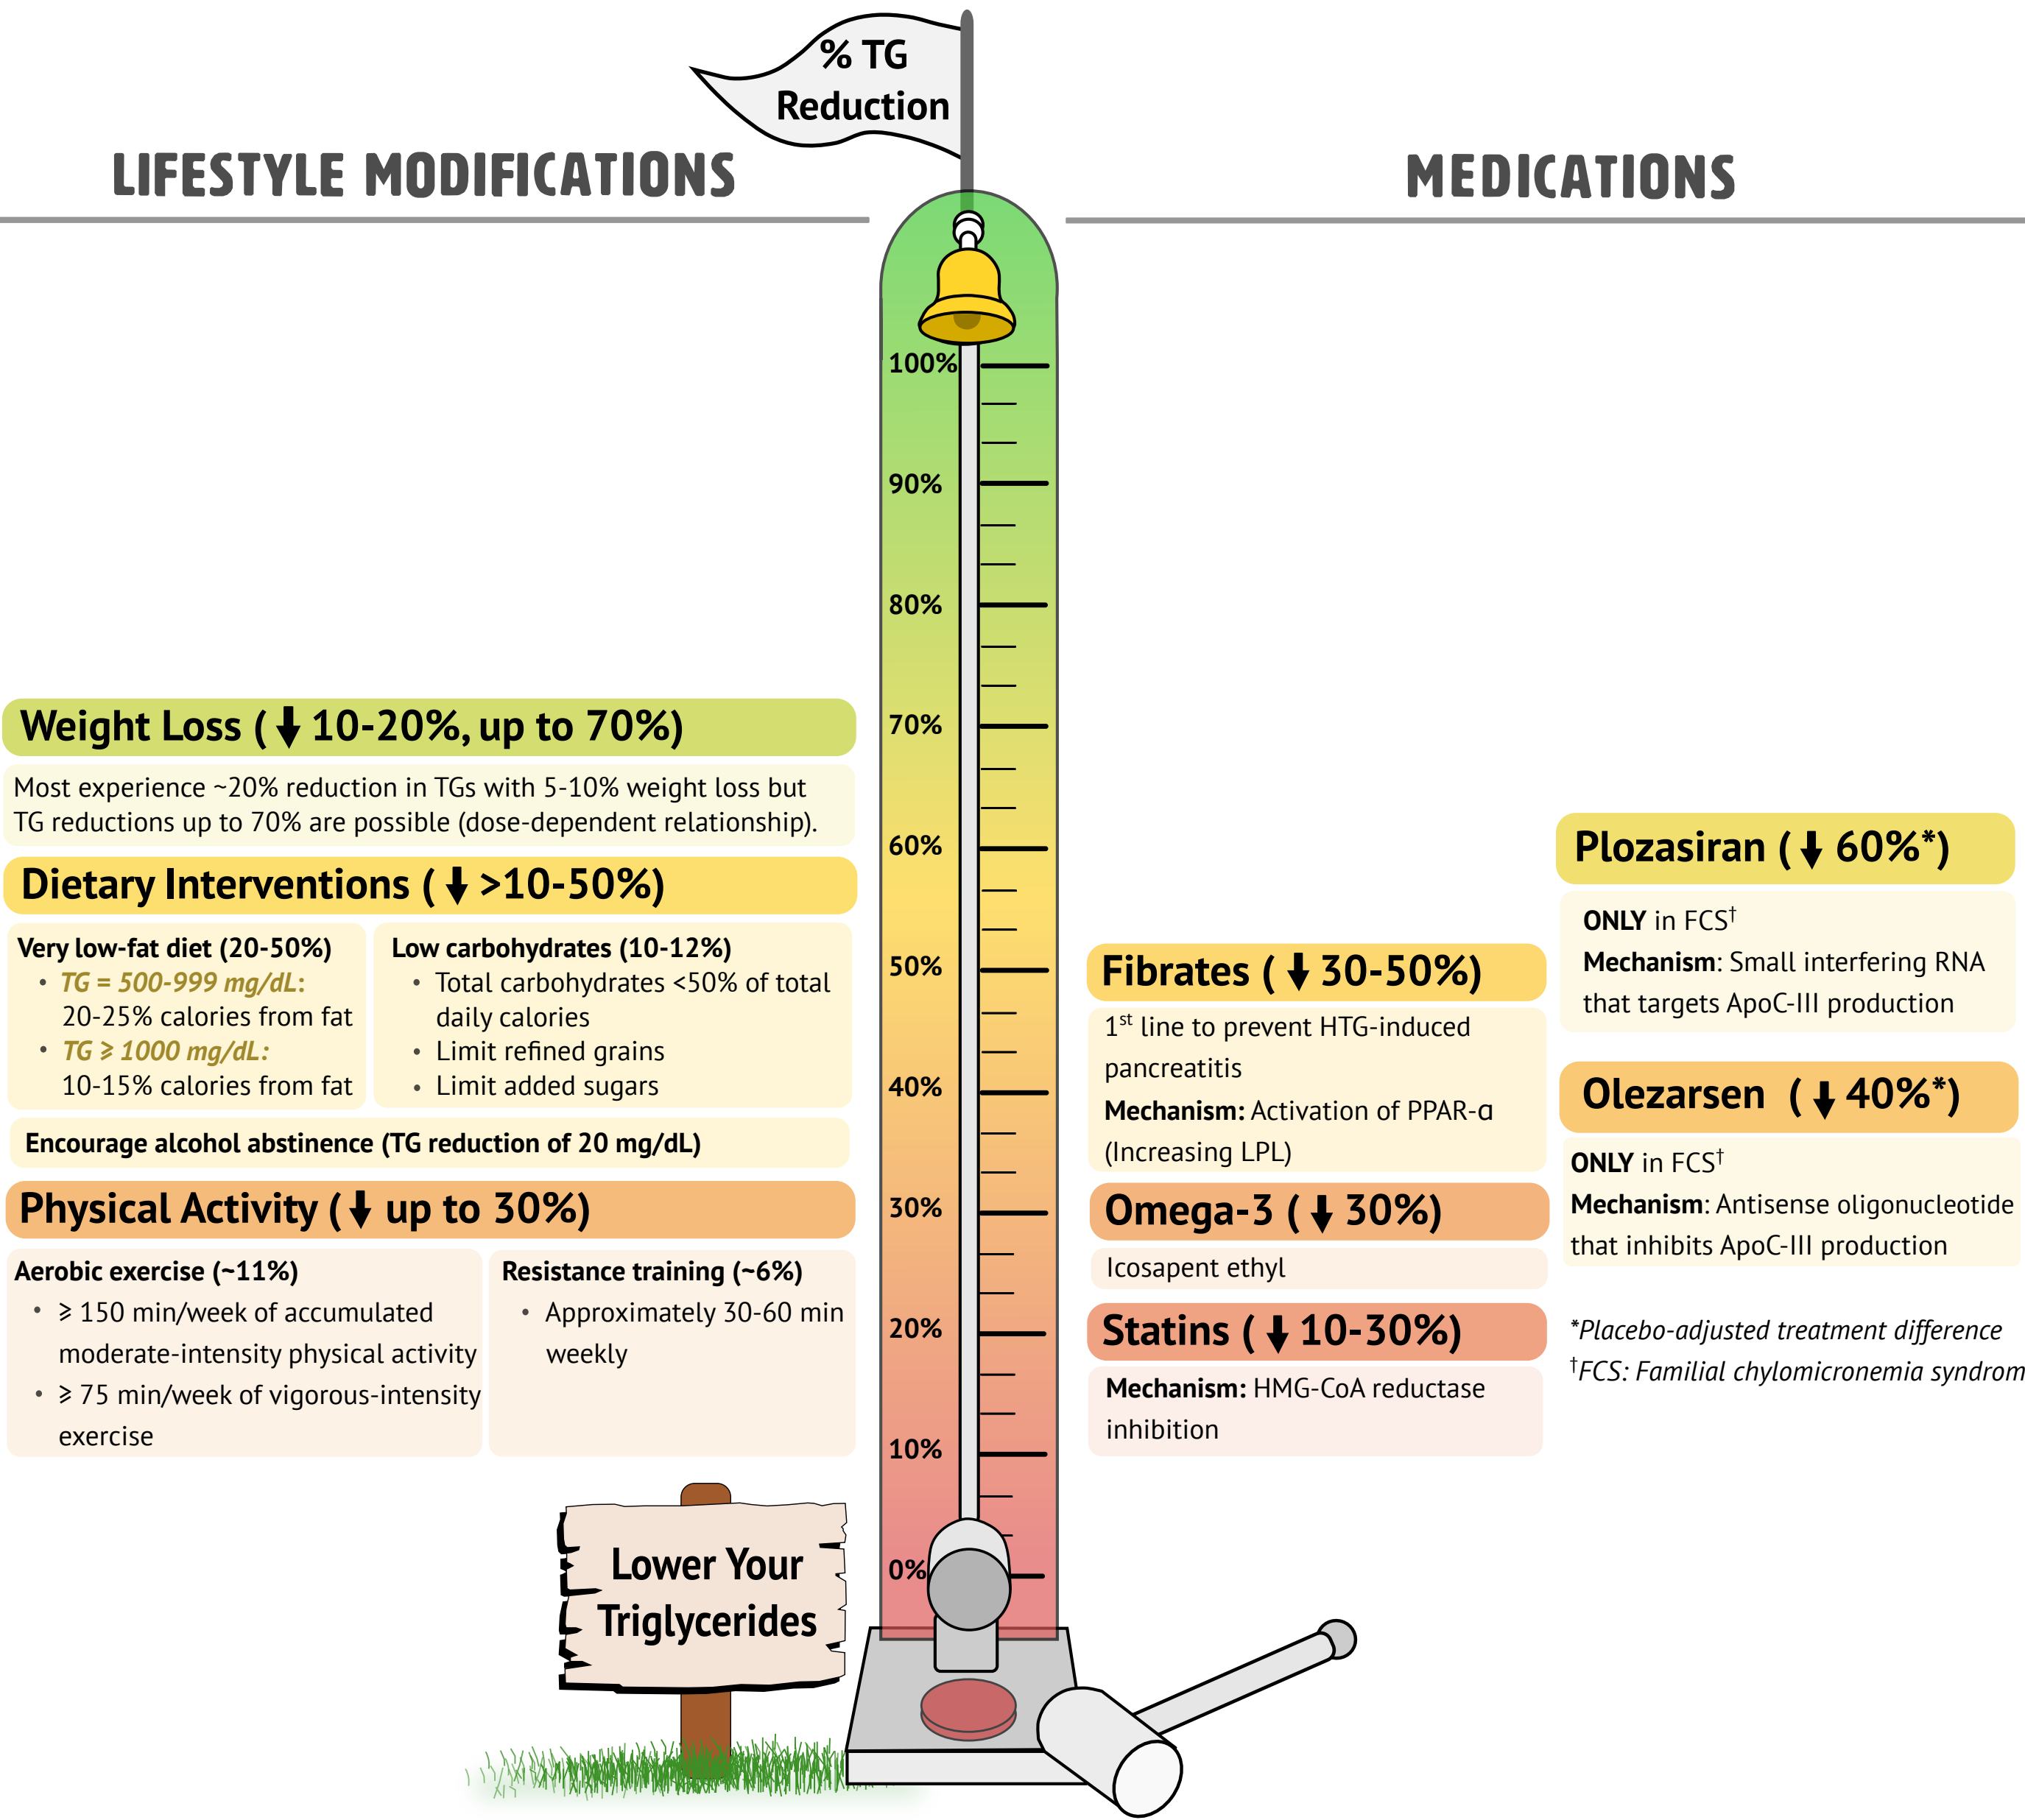 % TG
Reduction
LIFESTYLE MODIFICATIONS
MEDICATIONS
100%
90%
80%
70%
60%
50%
40%
30%
20%
10%
0%
Weight Loss (⬇ 10-20%, up to 70%)
Most experience ~20% reduction in TGs with 5-10% weight loss but
TG reductions up to 70% are possible (dose-dependent relationship).
Dietary Interventions (⬇ >10-50%)
Very low-fat diet (20-50%)
• TG = 500-999 mg/dL:
20-25% calories from fat
• TG ⩾ 1000 mg/dL:
10-15% calories from fat
Low carbohydrates (10-12%)
• Total carbohydrates <50% of total
daily calories
• Limit refined grains
• Limit added sugars
Encourage alcohol abstinence (TG reduction of 20 mg/dL)
Physical Activity (⬇ up to 30%)
Aerobic exercise (~11%)
• ⩾ 150 min/week of accumulated
moderate-intensity physical activity
• ⩾ 75 min/week of vigorous-intensity
exercise
Resistance training (~6%)
• Approximately 30-60 min
weekly
Fibrates (⬇ 30-50%)
1st line to prevent HTG-induced
pancreatitis
Mechanism: Activation of PPAR-α
(Increasing LPL)
Omega-3 (⬇ 30%)
Icosapent ethyl
Statins (⬇ 10-30%)
Mechanism: HMG-CoA reductase
inhibition
Plozasiran (⬇ 60%*)
ONLY in FCS†
Mechanism: Small interfering RNA
that targets ApoC-III production
Olezarsen (⬇ 40%*)
ONLY in FCS†
Mechanism: Antisense oligonucleotide
that inhibits ApoC-III production
*Placebo-adjusted treatment difference
†FCS: Familial chylomicronemia syndrom
Lower Your
Triglycerides